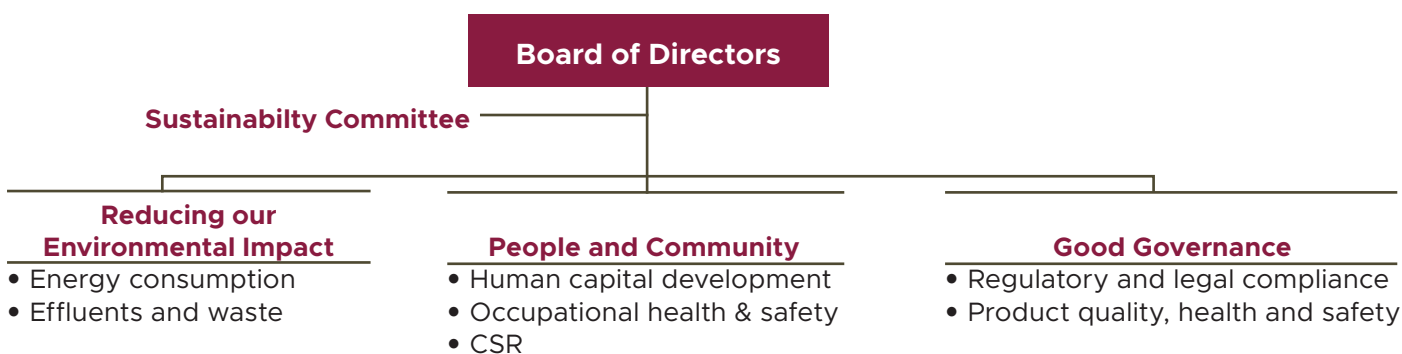 Board of Directors
Sustainabilty Committee
Reducing our
Environmental Impact
• Energy consumption
• Effluents and waste
People and Community
• Human capital development
• Occupational health & safety
• CSR
Good Governance
• Regulatory and legal compliance
• Product quality, health and safety